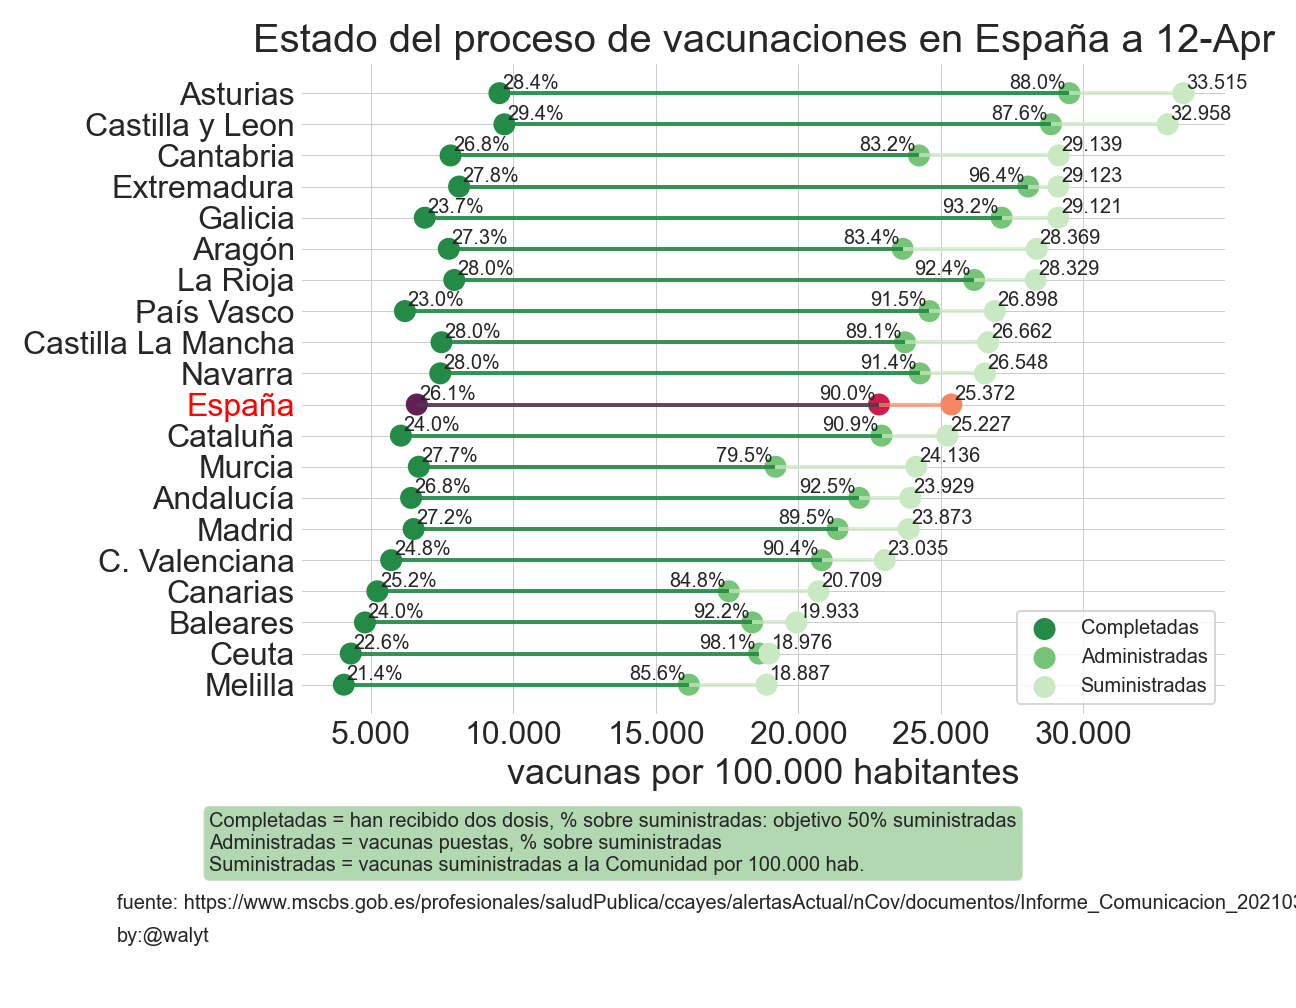 Estado del proceso de vacunaciones en España a 12-Apr
Asturias 28.4% 88.0% 33.515
Castilla y Leon 29.4% 87.6% 32.958
Cantabria 26.8% 83.2% 29.139
Extremadura 27.8% 96.4% 29.123
Galicia 23.7% 93.2% 29.121
Aragón 27.3% 83.4% 28.369
La Rioja 28.0% 92.4% 28.329
País Vasco 23.0% 91.5% 26.898
Castilla La Mancha 28.0% 89.1% 26.662
Navarra 28.0% 91.4% 26.548
España 26.1% 90.0% 25.372
Cataluña 24.0% 90.9% 25.227
Murcia 27.7% 79.5% 24.136
Andalucía 26.8% 92.5% 23.929
Madrid 27.2% 89.5% 23.873
C. Valenciana 24.8% 90.4% 23.035
Canarias 25.2% 84.8% 20.709
Baleares 24.0% 92.2% 19.933
Ceuta 22.6% 98.1% 18.976
Melilla 21.4% 85.6% 18.887
Completadas
Administradas
Suministradas
5.000 10.000 15.000 20.000 25.000 30.000
vacunas por 100.000 habitantes
Completadas = han recibido dos dosis, % sobre suministradas: objetivo 50% suministradas
Administradas = vacunas puestas, % sobre suministradas
Suministradas = vacunas suministradas a la Comunidad por 100.000 hab.
fuente: https://www.mscbs.gob.es/profesionales/saludPublica/ccayes/alertasActual/nCov/documentos/Informe_Comunicacion_202103
by:@walyt